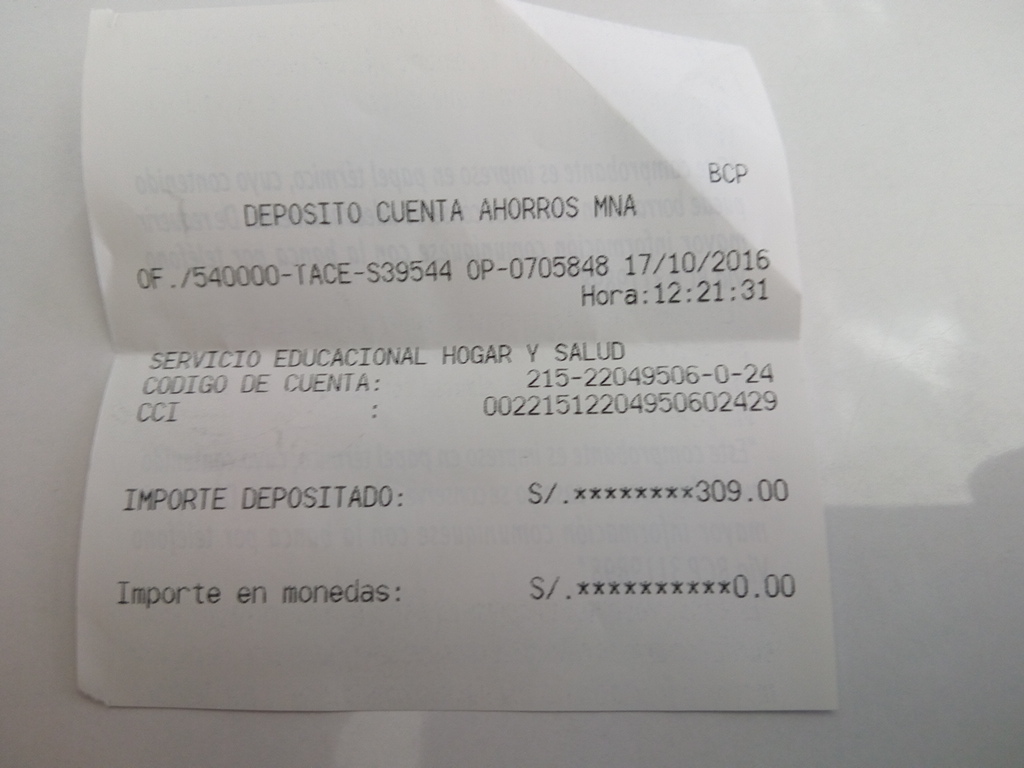 BCP
DEPOSITO CUENTA AHORROS MNA
OF./540000-TACE-S39544 OP-0705848 17/10/2016
Hora:12:21:31
SERVICIO EDUCACIONAL HOGAR Y SALUD
CODIGO DE CUENTA: 215-22049506-0-24
CCI : 00221512204950602429
IMPORTE DEPOSITADO: S/.********309.00
Importe en monedas: S/.**********0.00